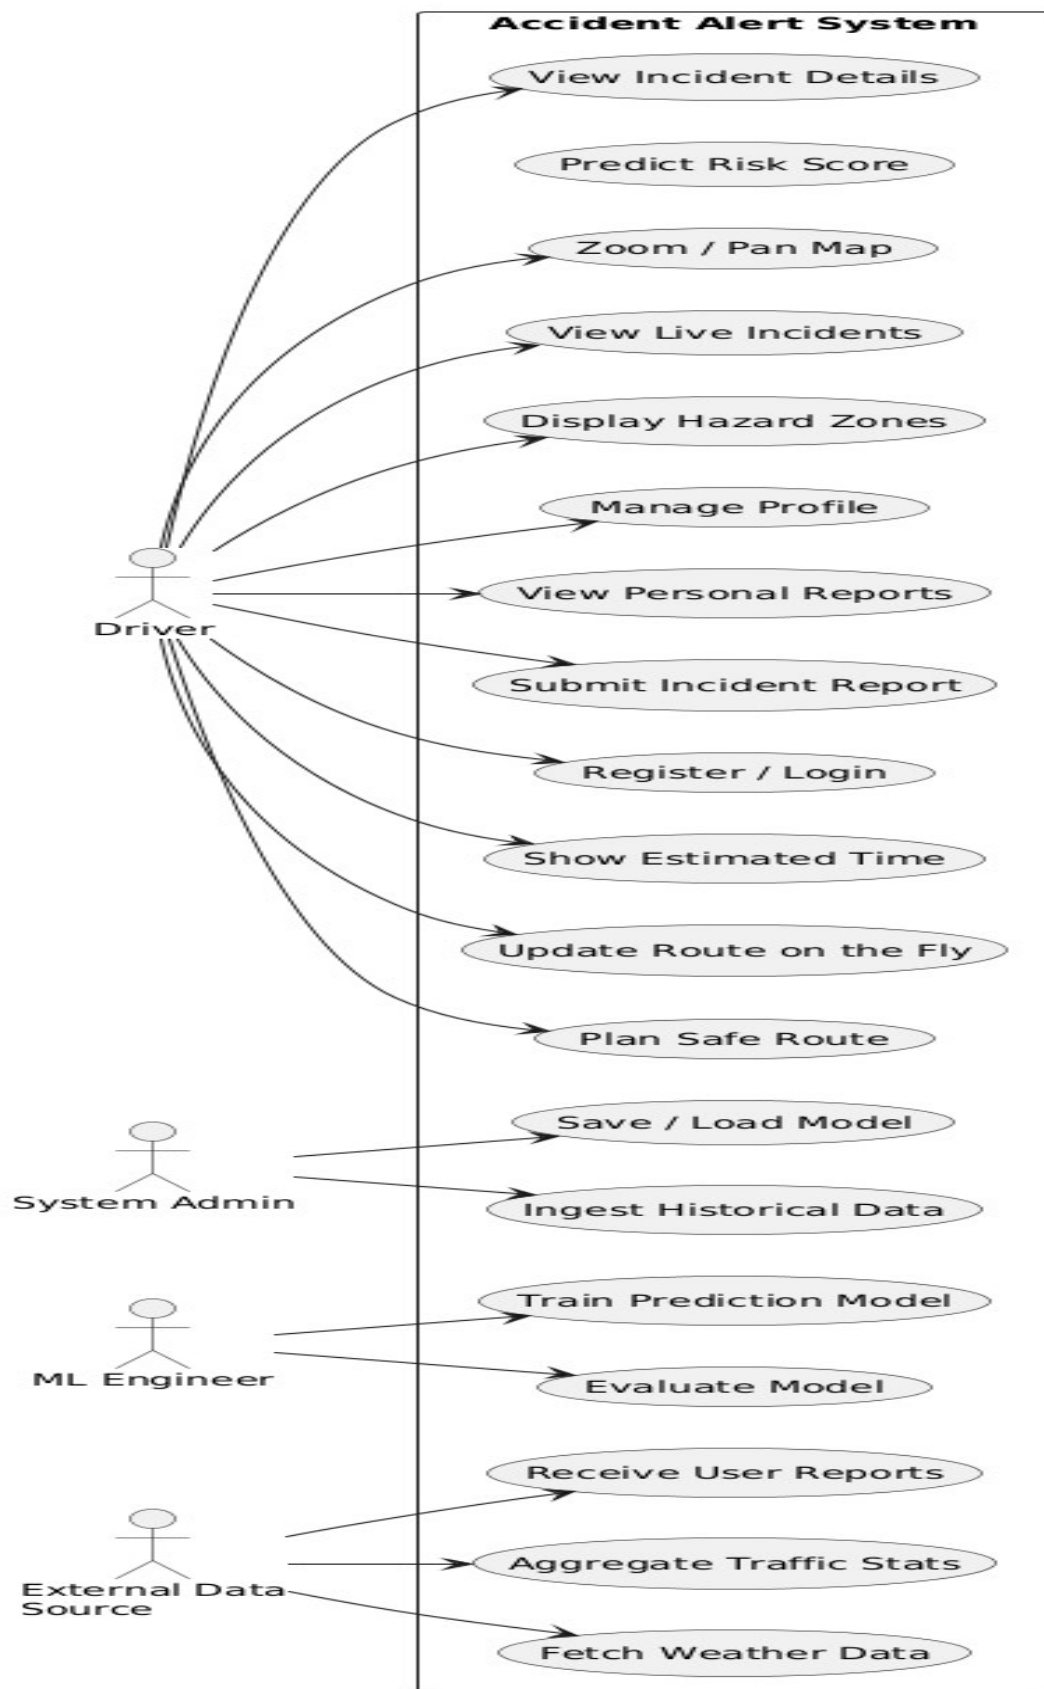 Accident Alert System
View Incident Details
Predict Risk Score
Zoom / Pan Map
View Live Incidents
Display Hazard Zones
Manage Profile
View Personal Reports
Driver
Submit Incident Report
Register / Login
Show Estimated Time
Update Route on the Fly
Plan Safe Route
Save / Load Model
System Admin
Ingest Historical Data
Train Prediction Model
ML Engineer
Evaluate Model
Receive User Reports
Aggregate Traffic Stats
External Data
Source
Fetch Weather Data